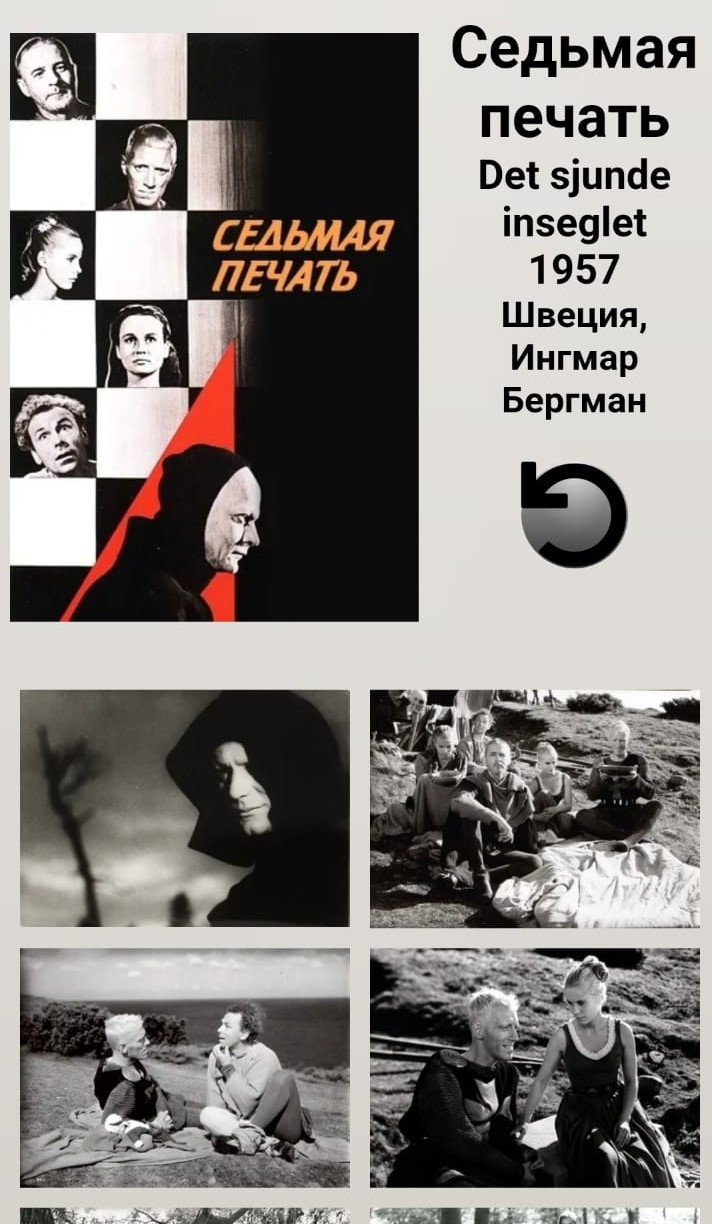 Седьмая
печать
Det sjunde
inseglet
1957
Швеция,
Ингмар
Бергман
СЕДЬМАЯ
ПЕЧАТЬ